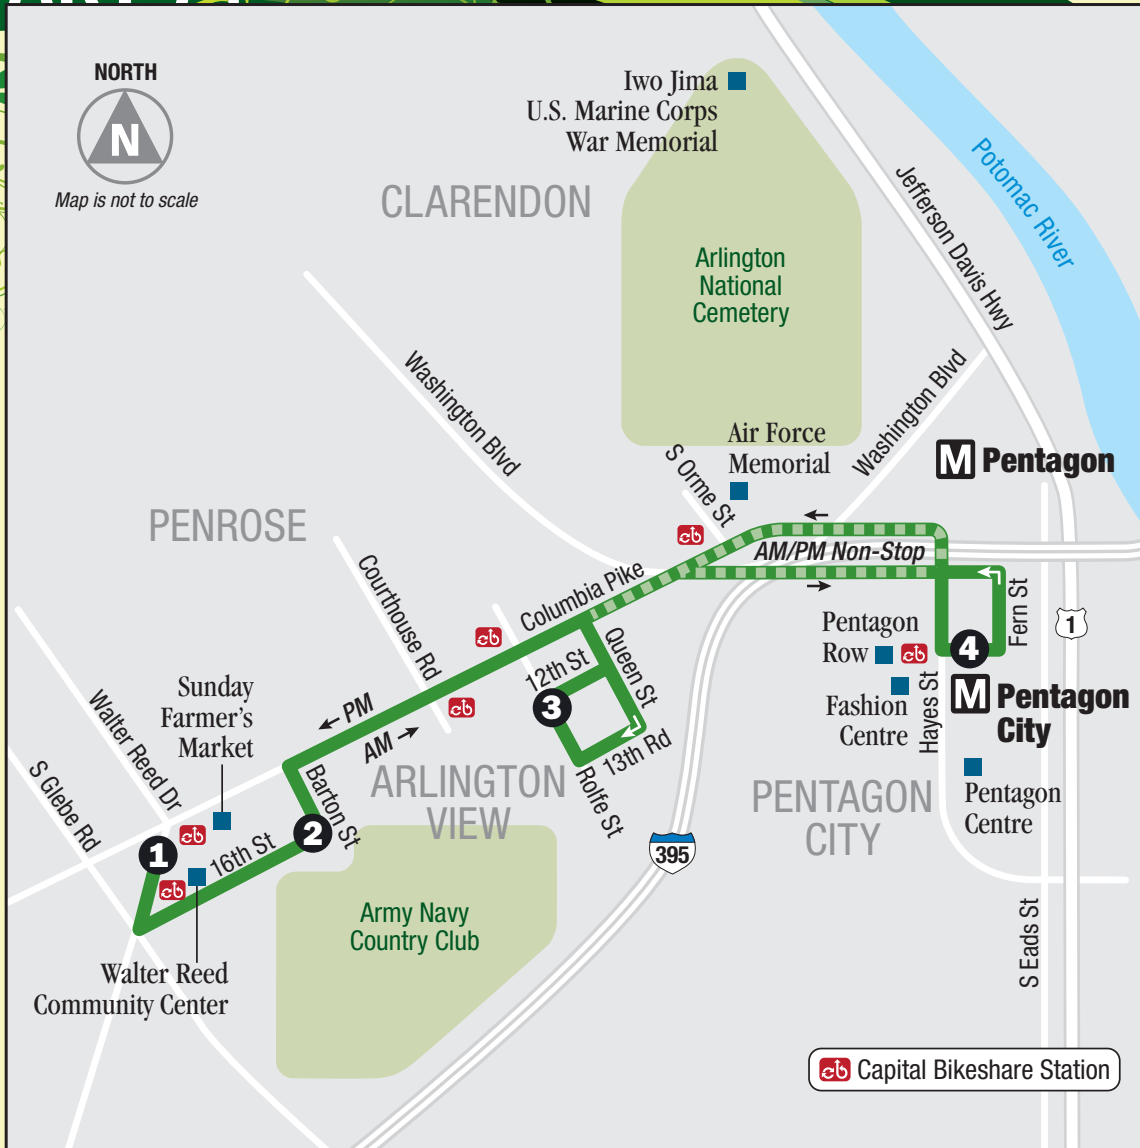 NORTH
N
Map is not to scale
Iwo Jima
U.S. Marine Corps
War Memorial
CLARENDON
Arlington
National
Cemetery
Jefferson Davis Hwy
Potomac River
Washington Blvd
Washington Blvd
Air Force
Memorial
S Orme St
M Pentagon
PENROSE
AM/PM Non-Stop
Courthouse Rd
Columbia Pike
Fern St
1
Pentagon
Row
4
12th St
Queen St
3
M Pentagon
City
Fashion
Centre
Hayes St
Sunday
Farmer's
Market
← PM
AM →
Walter Reed Dr
S Glebe Rd
13th Rd
Rolfe St
ARLINGTON
VIEW
Barton St
PENTAGON
CITY
Pentagon
Centre
2
1
16th St
395
Army Navy
Country Club
S Eads St
Walter Reed
Community Center
Capital Bikeshare Station